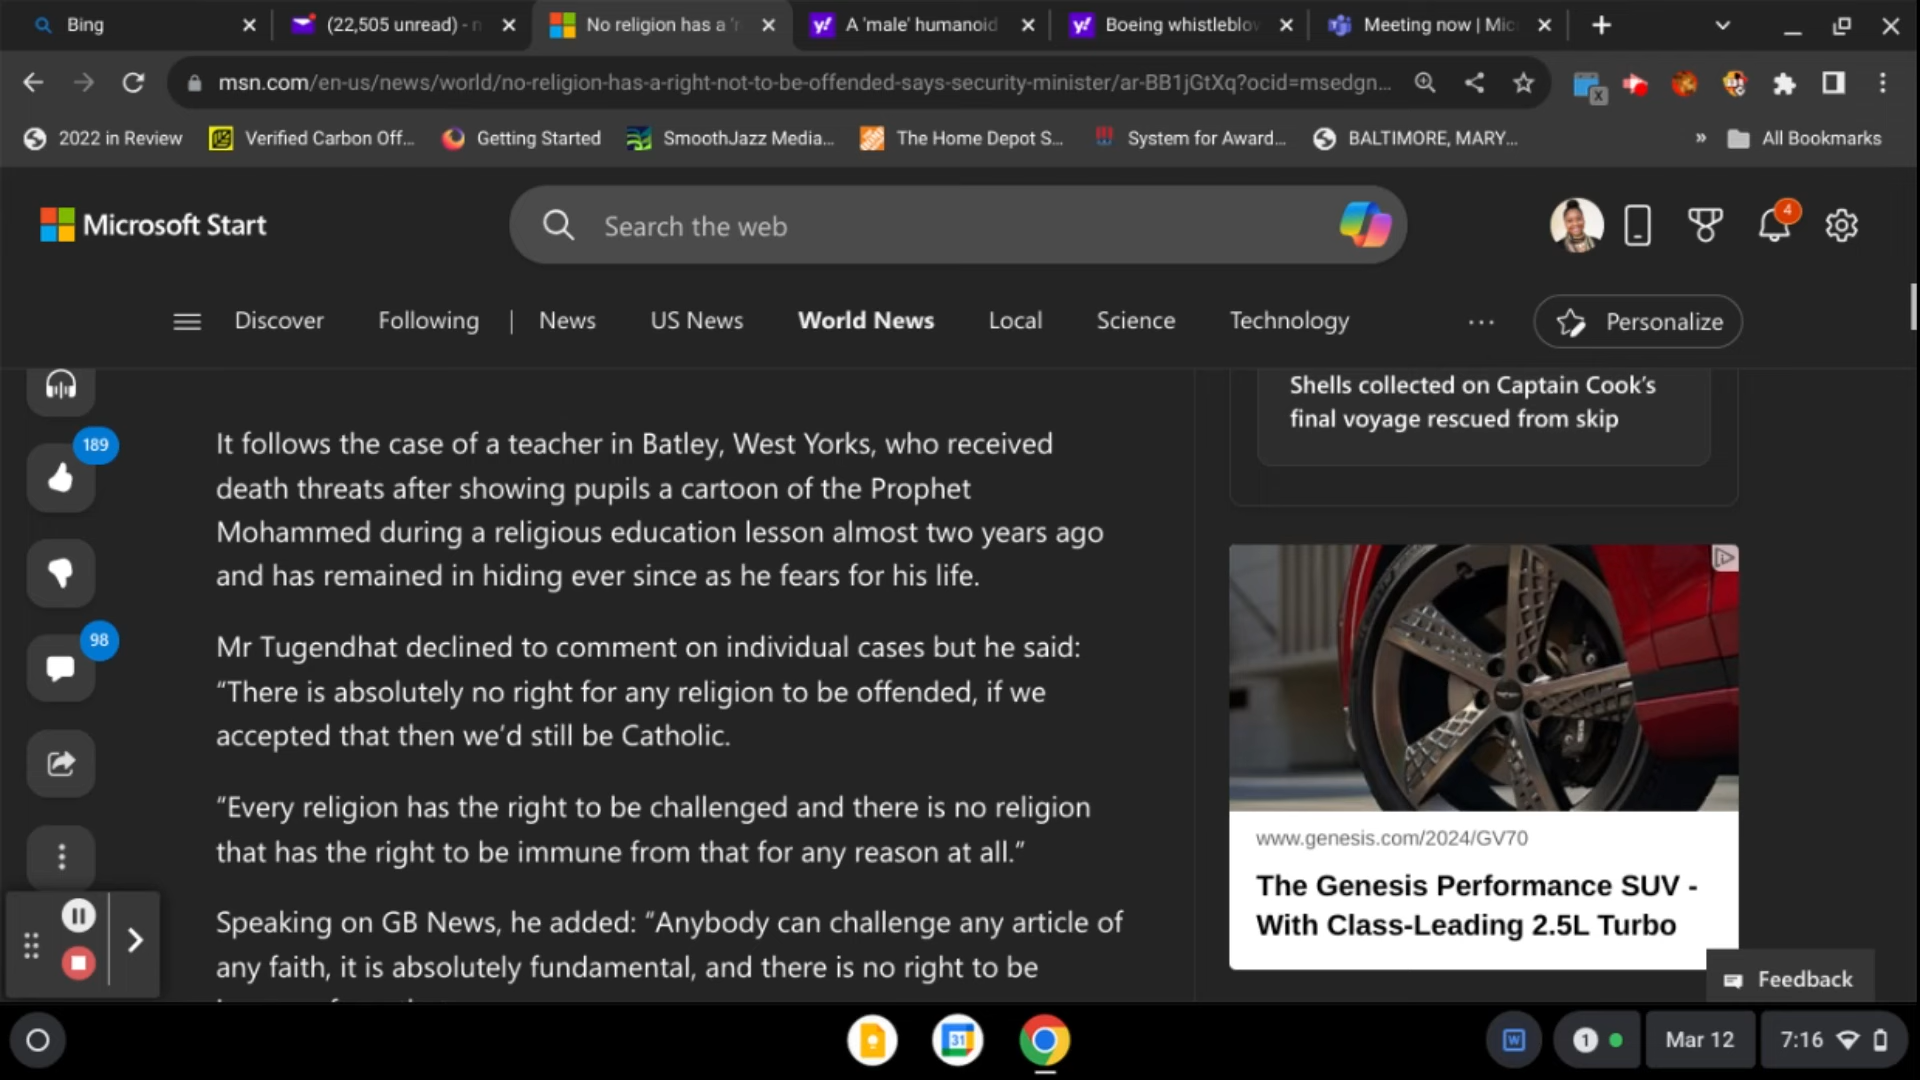 Bing
(22,505 unread) - n
No religion has a 'r
A 'male' humanoid
Boeing whistleblow
Meeting now | Mic
msn.com/en-us/news/world/no-religion-has-a-right-not-to-be-offended-says-security-minister/ar-BB1jGtXq?ocid=msedgn...
2022 in Review
Verified Carbon Off...
Getting Started
SmoothJazz Media...
The Home Depot S...
System for Award...
BALTIMORE, MARY...
»
All Bookmarks
Microsoft Start
Search the web
4
Discover
Following
News
US News
World News
Local
Science
Technology
...
Personalize
189
98
It follows the case of a teacher in Batley, West Yorks, who received
death threats after showing pupils a cartoon of the Prophet
Mohammed during a religious education lesson almost two years ago
and has remained in hiding ever since as he fears for his life.
Mr Tugendhat declined to comment on individual cases but he said:
“There is absolutely no right for any religion to be offended, if we
accepted that then we’d still be Catholic.
“Every religion has the right to be challenged and there is no religion
that has the right to be immune from that for any reason at all.”
Speaking on GB News, he added: “Anybody can challenge any article of
any faith, it is absolutely fundamental, and there is no right to be
Shells collected on Captain Cook’s
final voyage rescued from skip
www.genesis.com/2024/GV70
The Genesis Performance SUV -
With Class-Leading 2.5L Turbo
Feedback
31
W
1
Mar 12
7:16